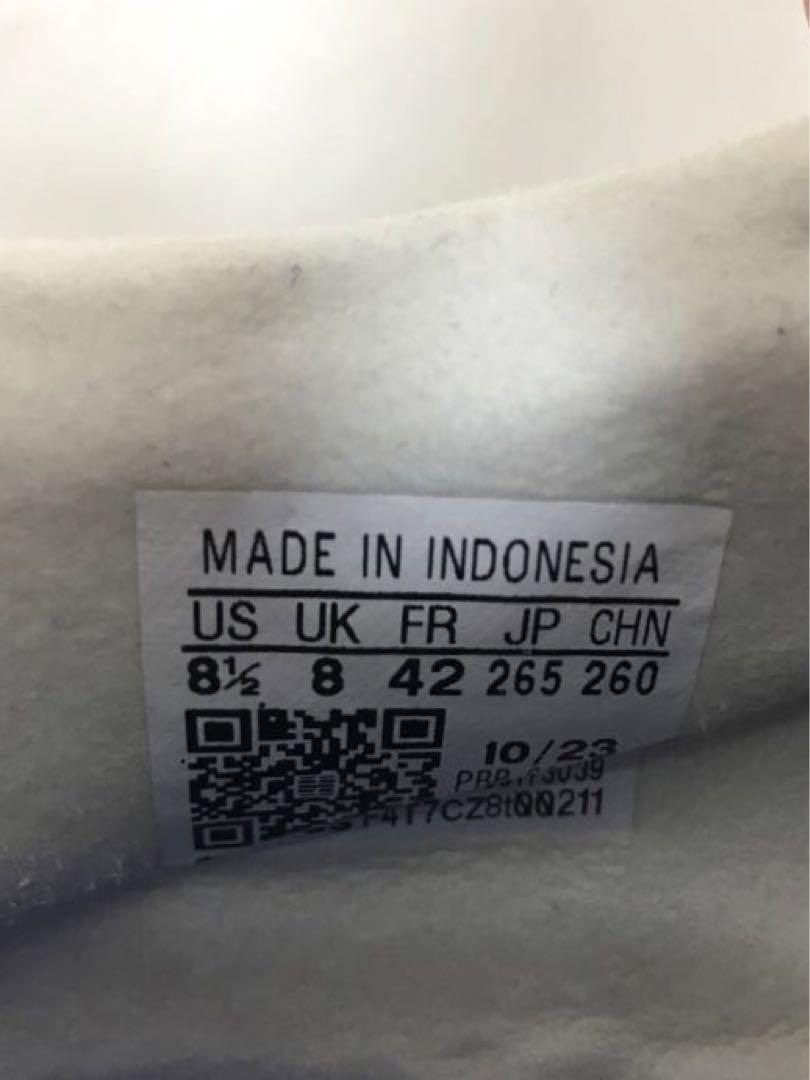 MADE IN INDONESIA
US UK FR JP CHN
8½ 8 42 265 260
10/23